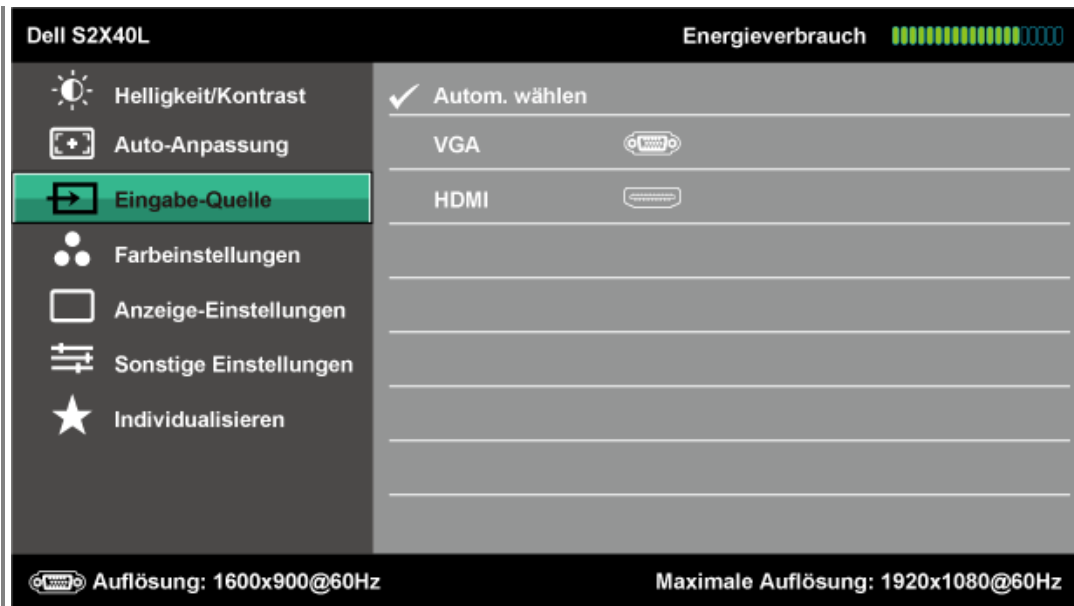 Dell S2X40L
Energieverbrauch
Helligkeit/Kontrast
Auto-Anpassung
Eingabe-Quelle
Farbeinstellungen
Anzeige-Einstellungen
Sonstige Einstellungen
Individualisieren
Autom. wählen
VGA
HDMI
Auflösung: 1600x900@60Hz
Maximale Auflösung: 1920x1080@60Hz